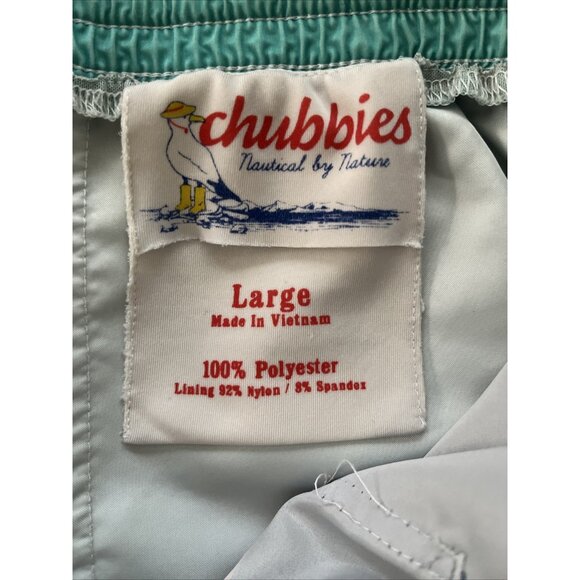 chubbies
Nautical by Nature
Large
Made In Vietnam
100% Polyester
Lining 92% Nylon / 8% Spandex